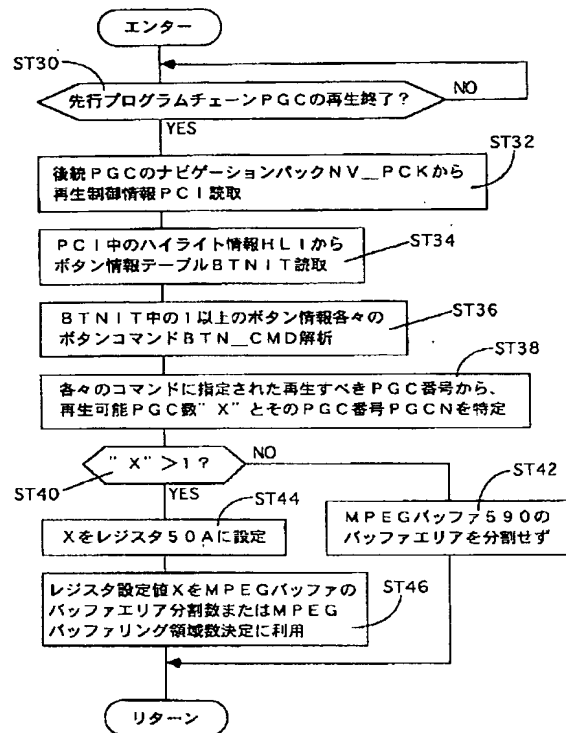 エンター
ST30
先行プログラムチェーンPGCの再生終了?
NO
YES
ST32
後続PGCのナビゲーションパックNV__PCKから
再生制御情報PCI読取
ST34
PCI中のハイライト情報HLIから
ボタン情報テーブルBTNIT読取
ST36
BTNIT中の1以上のボタン情報各々の
ボタンコマンドBTN__CMD解析
ST38
各々のコマンドに指定された再生すべきPGC番号から、
再生可能PGC数"X"とそのPGC番号PGCNを特定
"X">1?
NO
ST40
YES
ST42
ST44
MPEGバッファ590の
バッファエリアを分割せず
Xをレジスタ50Aに設定
レジスタ設定値XをMPEGバッファの
バッファエリア分割数またはMPEG
バッファリング領域数決定に利用
ST46
リターン